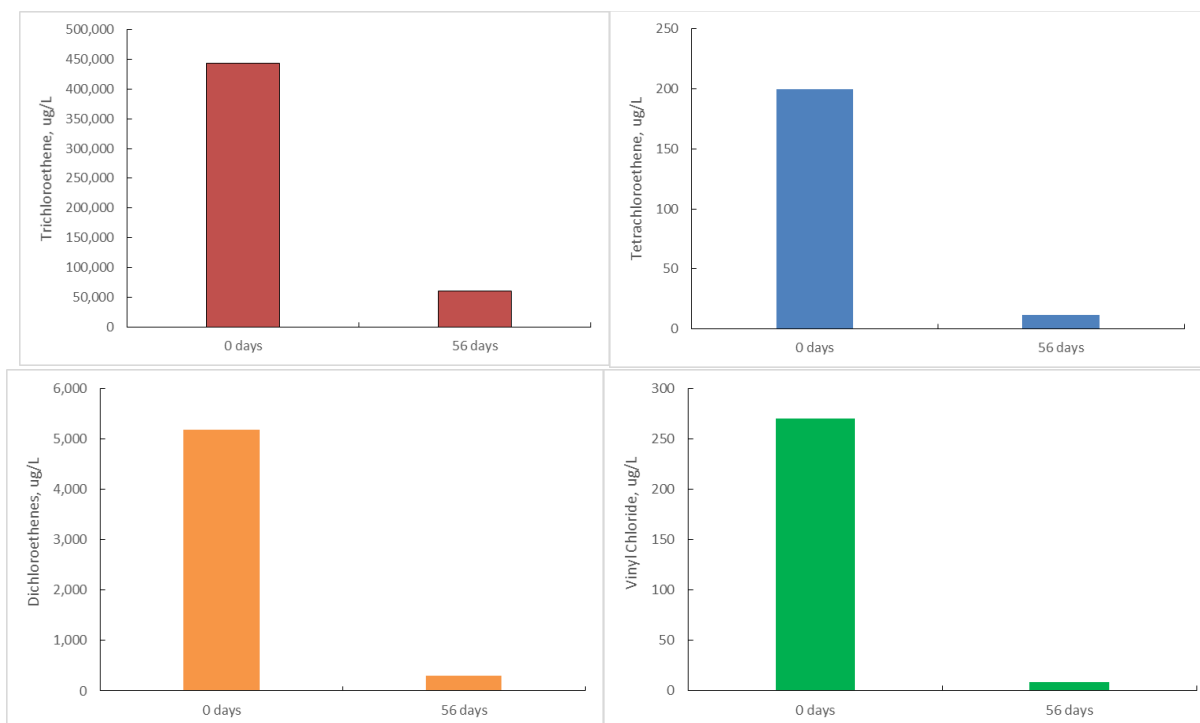 Trichloroethene, ug/L
500,000
450,000
400,000
350,000
300,000
250,000
200,000
150,000
100,000
50,000
0
0 days
56 days
Tetrachloroethene, ug/L
250
200
150
100
50
0
0 days
56 days
Dichloroethenes, ug/L
6,000
5,000
4,000
3,000
2,000
1,000
0
0 days
56 days
Vinyl Chloride, ug/L
300
250
200
150
100
50
0
0 days
56 days